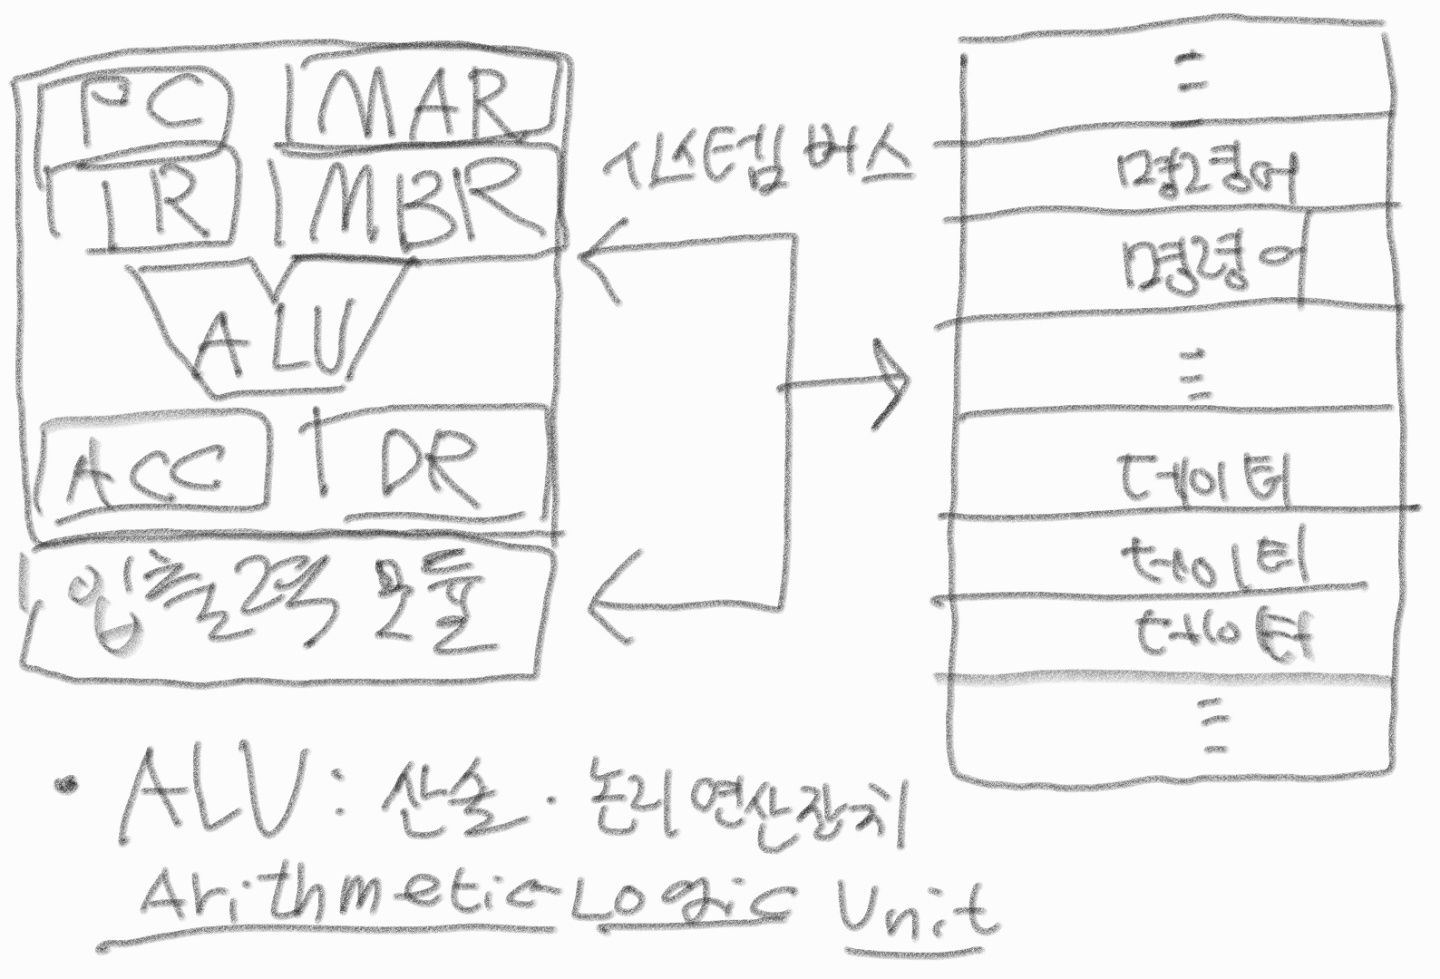 PC MAR
IR MBR
ALU
ACC DR
입출력 모듈
시스템 버스
명령어
명령어
데이터
데이터
데이터
• ALU: 산술·논리연산장치
Arithmetic Logic Unit